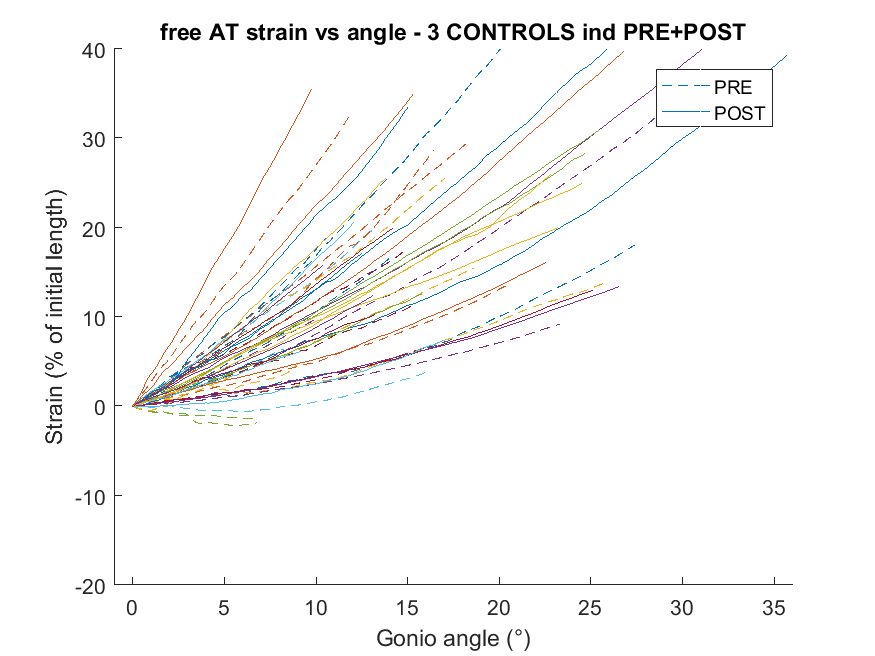 free AT strain vs angle - 3 CONTROLS ind PRE+POST
40
30
20
10
0
-10
-20
Strain (% of initial length)
PRE
POST
0 5 10 15 20 25 30 35
Gonio angle (°)